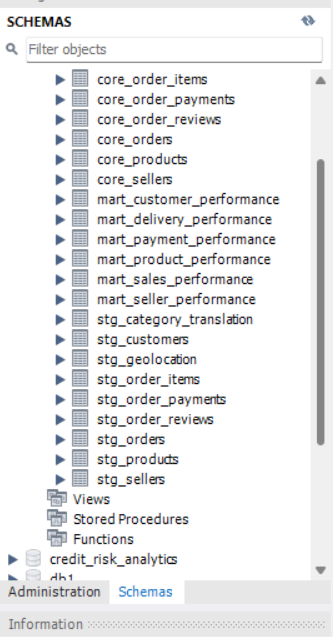 SCHEMAS
Filter objects
core_order_items
core_order_payments
core_order_reviews
core_orders
core_products
core_sellers
mart_customer_performance
mart_delivery_performance
mart_payment_performance
mart_product_performance
mart_sales_performance
mart_seller_performance
stg_category_translation
stg_customers
stg_geolocation
stg_order_items
stg_order_payments
stg_order_reviews
stg_orders
stg_products
stg_sellers
Views
Stored Procedures
Functions
credit_risk_analytics
db1
Administration Schemas
Information